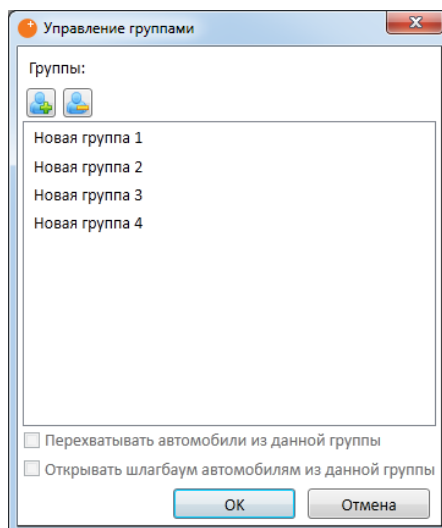 Управление группами
Группы:
Новая группа 1
Новая группа 2
Новая группа 3
Новая группа 4
Перехватывать автомобили из данной группы
Открывать шлагбаум автомобилям из данной группы
OK
Отмена